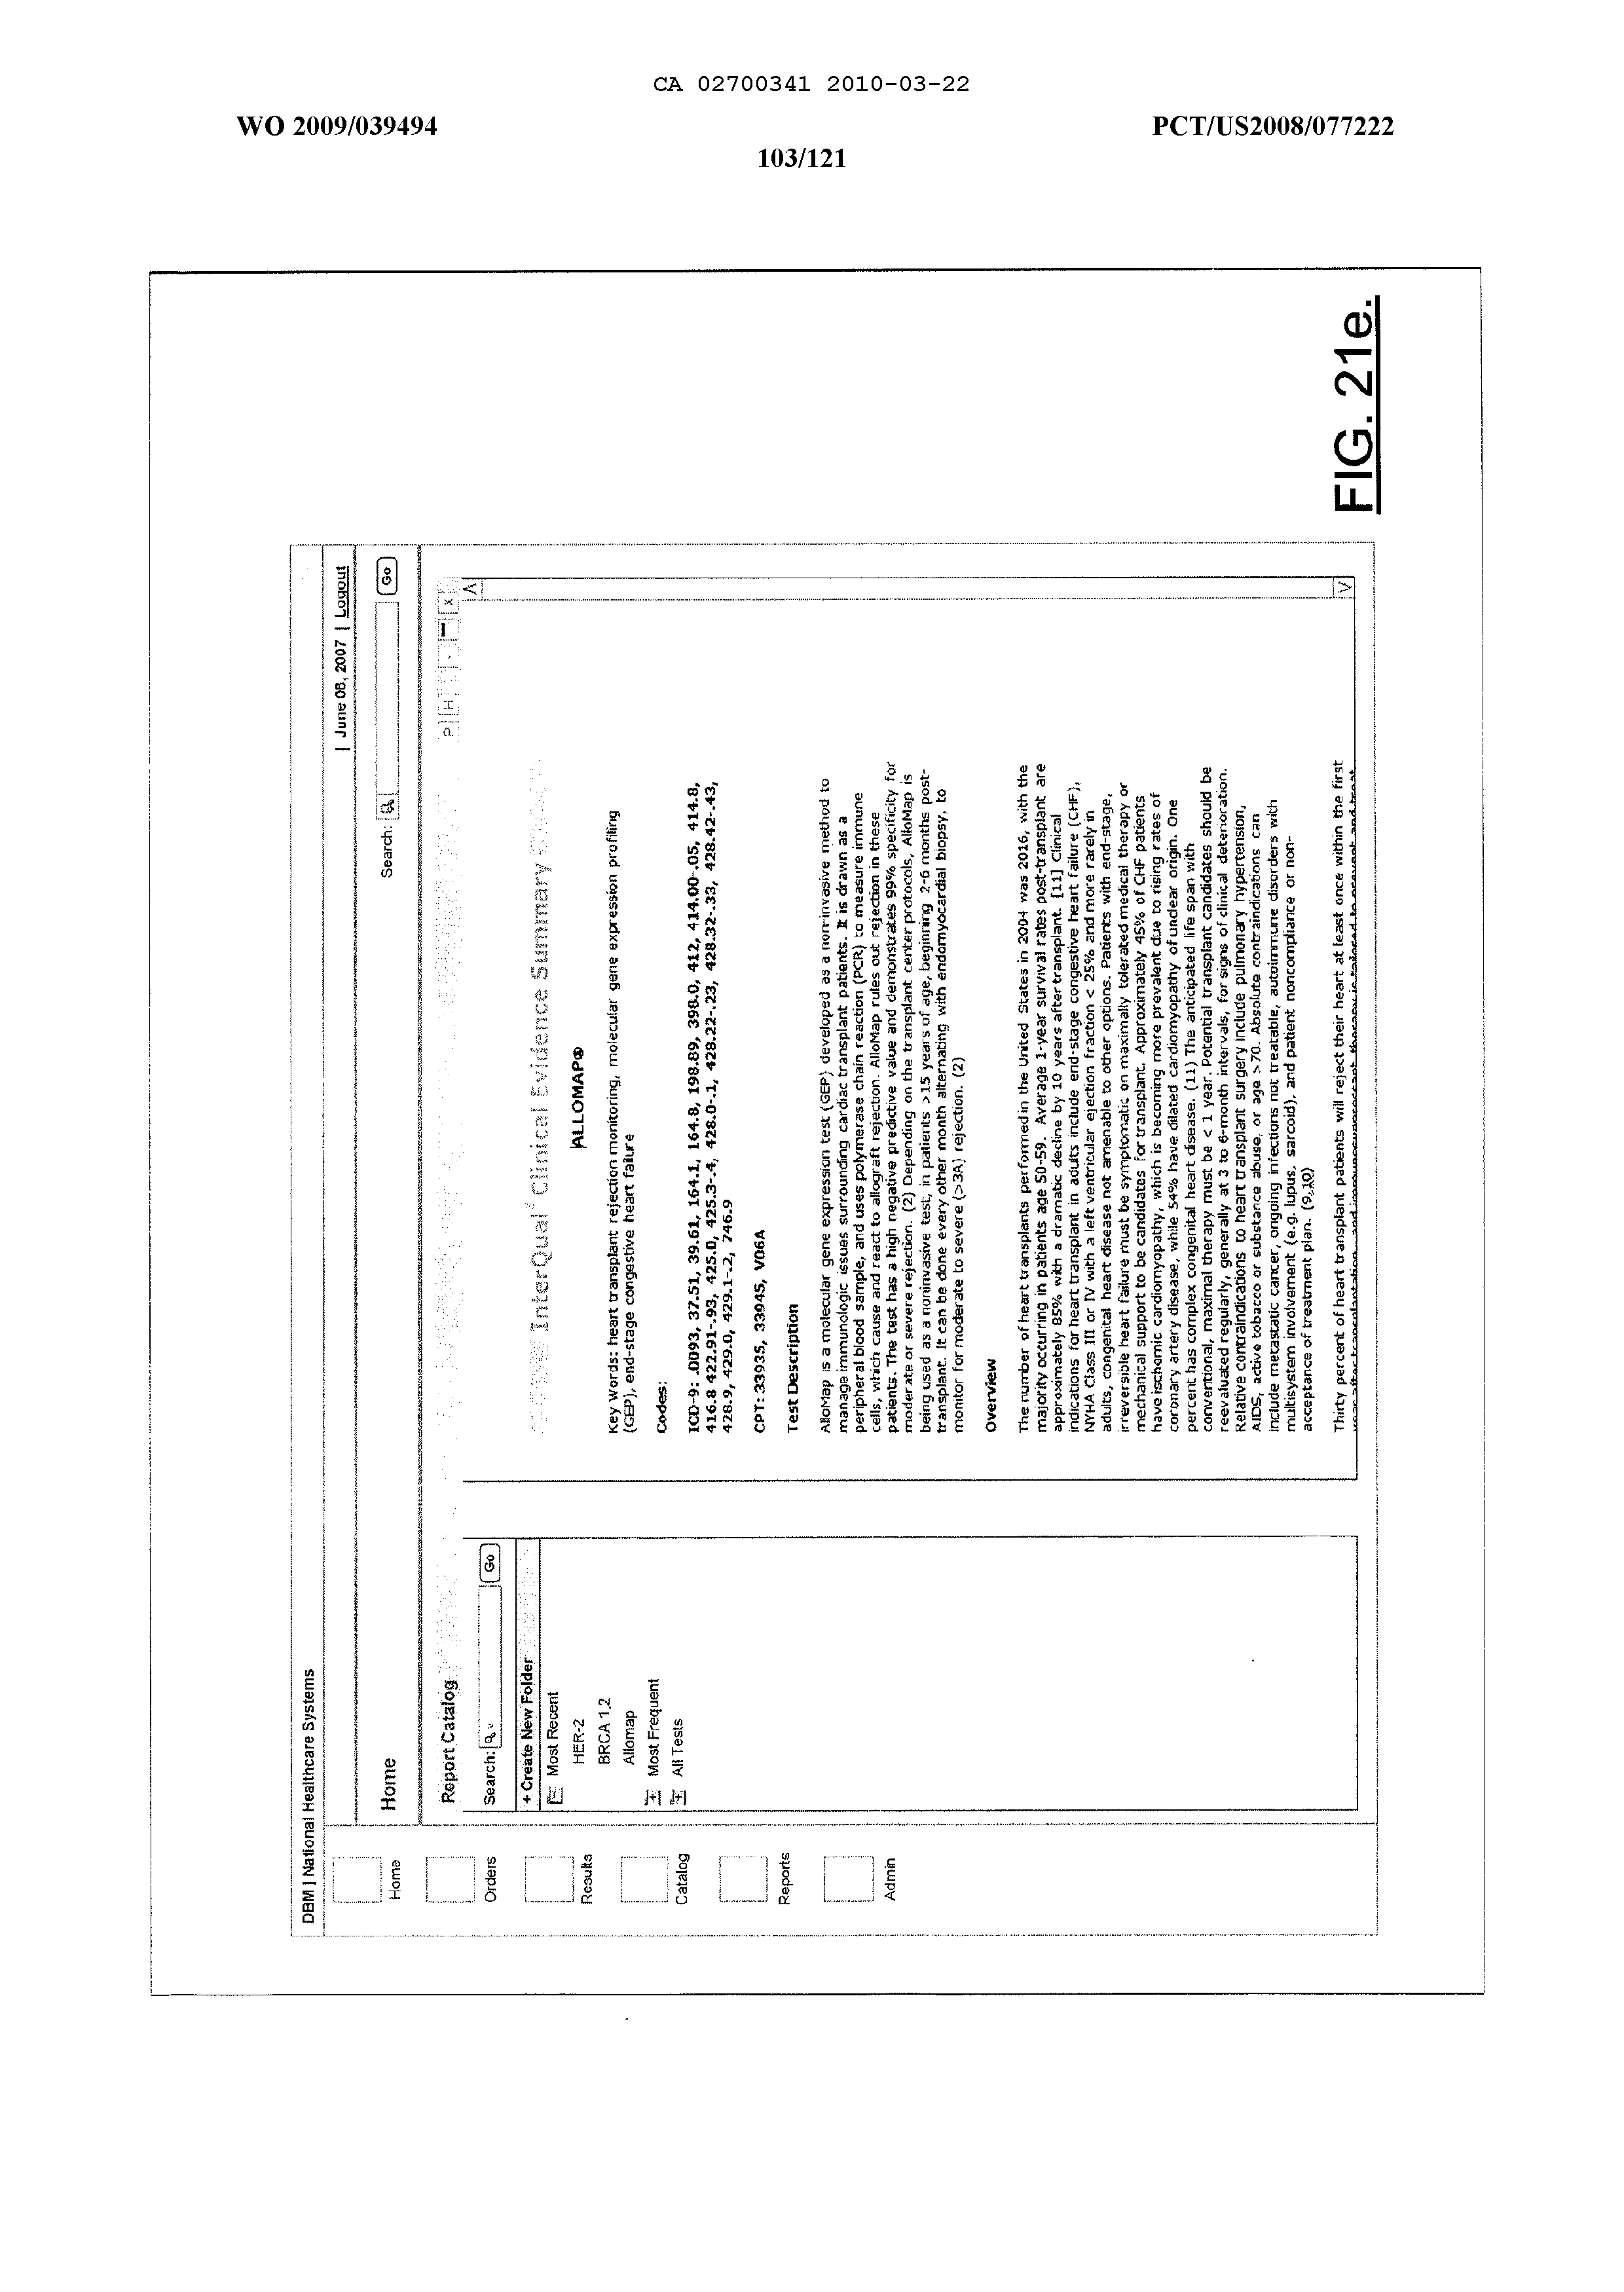 CA 02700341 2010-03-22
WO 2009/039494
PCT/US2008/077222
103/121
DBM | National Healthcare Systems
| June 08, 2007 | Logout
Home
Search:
Go
Home
Orders
Results
Catalog
Reports
Admin
Report Catalog
Search:
Go
+ Create New Folder
Most Recent
HER-2
BRCA 1,2
Allomap
Most Frequent
All Tests
P H - X
InterQual® Clinical Evidence Summary
ALLOMAP®
Key Words: heart transplant rejection monitoring, molecular gene expression profiling
(GEP), end-stage congestive heart failure
Codes:
ICD-9: .0093, 37.51, 39.61, 164.1, 164.8, 198.89, 398.0, 412, 414.00-.05, 414.8,
416.8 422.91-.93, 425.0, 425.3-.4, 428.0-.1, 428.22-.23, 428.32-.33, 428.42-.43,
428.9, 429.0, 429.1-.2, 746.9
CPT: 33935, 33945, V06A
Test Description
AlloMap is a molecular gene expression test (GEP) developed as a non-invasive method to
manage immunologic issues surrounding cardiac transplant patients. It is drawn as a
peripheral blood sample, and uses polymerase chain reaction (PCR) to measure immune
cells, which cause and react to allograft rejection. AlloMap rules out rejection in these
patients. The test has a high negative predictive value and demonstrates 99% specificity for
moderate or severe rejection. (2) Depending on the transplant center protocols, AlloMap is
being used as a noninvasive test, in patients >15 years of age, beginning 2-6 months post-
transplant. It can be done every other month alternating with endomyocardial biopsy, to
monitor for moderate to severe (>3A) rejection. (2)
Overview
The number of heart transplants performed in the United States in 2004 was 2016, with the
majority occurring in patients age 50-59. Average 1-year survival rates post-transplant are
approximately 85% with a dramatic decline by 10 years after transplant. [11] Clinical
indications for heart transplant in adults include end-stage congestive heart failure (CHF),
NYHA Class III or IV with a left ventricular ejection fraction < 25% and more rarely in
adults, congenital heart disease not amenable to other options. Patients with end-stage,
irreversible heart failure must be symptomatic on maximally tolerated medical therapy or
mechanical support to be candidates for transplant. Approximately 45% of CHF patients
have ischemic cardiomyopathy, which is becoming more prevalent due to rising rates of
coronary artery disease, while 54% have dilated cardiomyopathy of unclear origin. One
percent has complex congenital heart disease. (11) The anticipated life span with
conventional, maximal therapy must be < 1 year. Potential transplant candidates should be
reevaluated regularly, generally at 3 to 6-month intervals, for signs of clinical deterioration.
Relative contraindications to heart transplant surgery include pulmonary hypertension,
AIDS, active tobacco or substance abuse, or age >70. Absolute contraindications can
include metastatic cancer, ongoing infections not treatable, autoimmune disorders with
multisystem involvement (e.g. lupus, sarcoid), and patient noncompliance or non-
acceptance of treatment plan. (9,10)
Thirty percent of heart transplant patients will reject their heart at least once within the first
year after transplantation, and immunosuppressant therapy is tailored to prevent and treat
FIG. 21e.